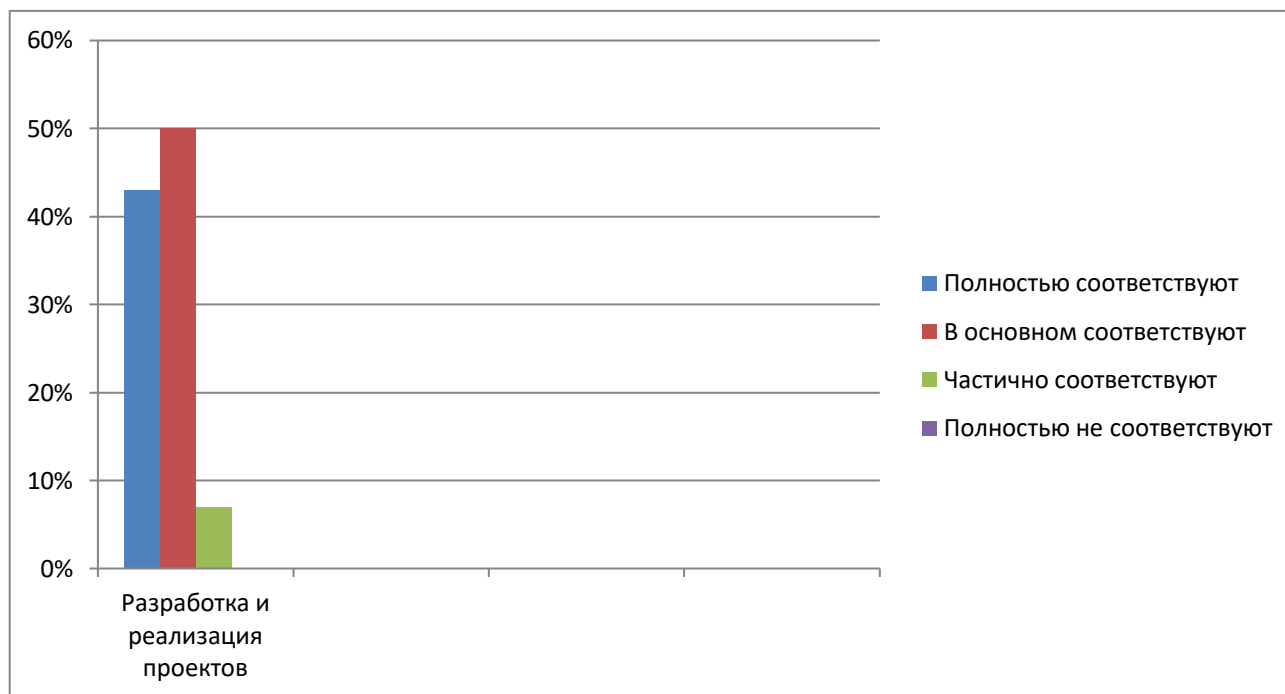 60%
50%
40%
30%
20%
10%
0%
Разработка и
реализация
проектов
Полностью соответствуют
В основном соответствуют
Частично соответствуют
Полностью не соответствуют